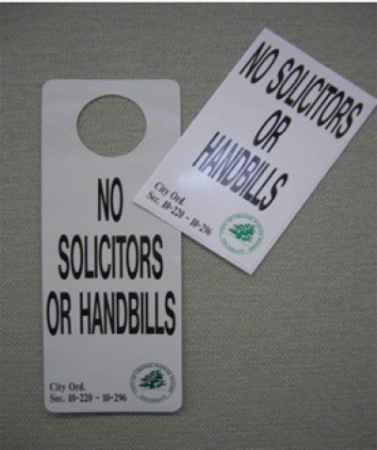 NO
SOLICITORS
OR HANDBILLS
City Ord.
Sec. 10-220 - 10-296
NO SOLICITORS
OR
HANDBILLS
City Ord.
Sec. 10-220 - 10-296